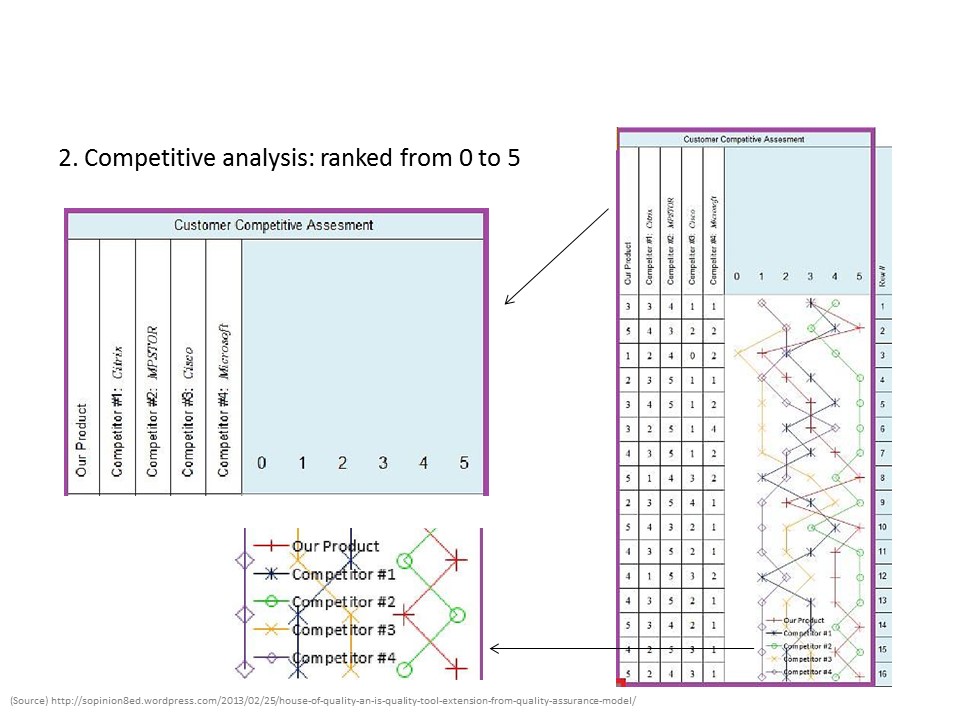 2. Competitive analysis: ranked from 0 to 5
Customer Competitive Assesment
Our Product
Competitor #1: Citrix
Competitor #2: MPSTOR
Competitor #3: Cisco
Competitor #4: Microsoft
0 1 2 3 4 5
Our Product
Competitor #1
Competitor #2
Competitor #3
Competitor #4
Customer Competitive Assesment
Our Product
Competitor #1: Citrix
Competitor #2: MPSTOR
Competitor #3: Cisco
Competitor #4: Microsoft
0 1 2 3 4 5
Row #
3 3 4 1 1 1
5 4 3 2 2 2
1 2 4 0 2 3
2 3 5 1 1 4
3 4 5 1 2 5
3 2 5 1 4 6
4 3 5 1 2 7
5 1 4 3 2 8
2 3 5 4 1 9
5 4 3 2 1 10
4 3 5 2 1 11
4 1 5 3 2 12
4 3 5 2 1 13
5 3 4 2 1 14
4 2 5 3 1 15
5 2 4 3 1 16
Our Product
Competitor #1
Competitor #2
Competitor #3
Competitor #4
(Source) http://sopinion8ed.wordpress.com/2013/02/25/house-of-quality-an-is-quality-tool-extension-from-quality-assurance-model/